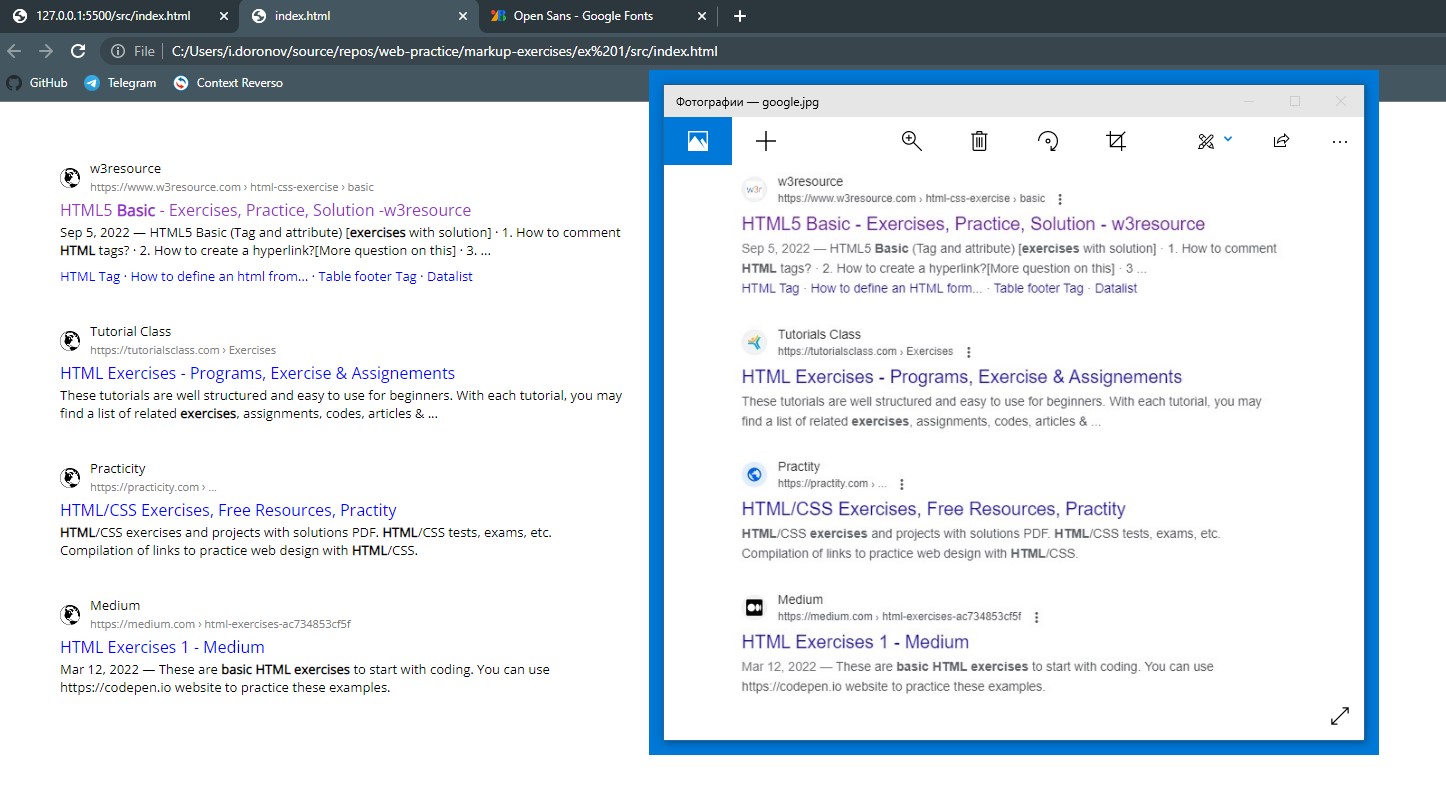 127.0.0.1:5500/src/index.html
index.html
Open Sans - Google Fonts
File
C:/Users/i.doronov/source/repos/web-practice/markup-exercises/ex%201/src/index.html
GitHub
Telegram
Context Reverso
w3resource
https://www.w3resource.com › html-css-exercise › basic
HTML5 Basic - Exercises, Practice, Solution -w3resource
Sep 5, 2022 — HTML5 Basic (Tag and attribute) [exercises with solution] · 1. How to comment
HTML tags? · 2. How to create a hyperlink?[More question on this] · 3. ...
HTML Tag · How to define an html from... · Table footer Tag · Datalist
Tutorial Class
https://tutorialsclass.com › Exercises
HTML Exercises - Programs, Exercise & Assignements
These tutorials are well structured and easy to use for beginners. With each tutorial, you may
find a list of related exercises, assignments, codes, articles & ...
Practicity
https://practicity.com › ...
HTML/CSS Exercises, Free Resources, Practity
HTML/CSS exercises and projects with solutions PDF. HTML/CSS tests, exams, etc.
Compilation of links to practice web design with HTML/CSS.
Medium
https://medium.com › html-exercises-ac734853cf5f
HTML Exercises 1 - Medium
Mar 12, 2022 — These are basic HTML exercises to start with coding. You can use
https://codepen.io website to practice these examples.
Фотографии — google.jpg
w3r
w3resource
https://www.w3resource.com › html-css-exercise › basic
HTML5 Basic - Exercises, Practice, Solution - w3resource
Sep 5, 2022 — HTML5 Basic (Tag and attribute) [exercises with solution] · 1. How to comment
HTML tags? · 2. How to create a hyperlink?[More question on this] · 3 ...
HTML Tag · How to define an HTML form... · Table footer Tag · Datalist
Tutorials Class
https://tutorialsclass.com › Exercises
HTML Exercises - Programs, Exercise & Assignements
These tutorials are well structured and easy to use for beginners. With each tutorial, you may
find a list of related exercises, assignments, codes, articles & ...
Practity
https://practity.com › ...
HTML/CSS Exercises, Free Resources, Practity
HTML/CSS exercises and projects with solutions PDF. HTML/CSS tests, exams, etc.
Compilation of links to practice web design with HTML/CSS.
Medium
https://medium.com › html-exercises-ac734853cf5f
HTML Exercises 1 - Medium
Mar 12, 2022 — These are basic HTML exercises to start with coding. You can use
https://codepen.io website to practice these examples.